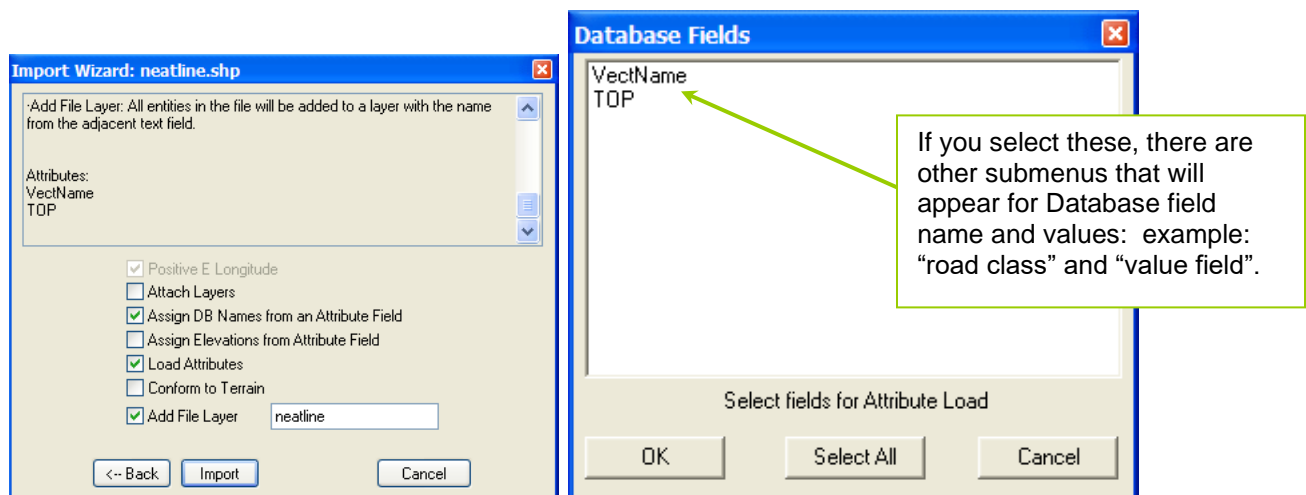 Import Wizard: neatline.shp
·Add File Layer: All entities in the file will be added to a layer with the name
from the adjacent text field.
Attributes:
VectName
TOP
Positive E Longitude
Attach Layers
Assign DB Names from an Attribute Field
Assign Elevations from Attribute Field
Load Attributes
Conform to Terrain
Add File Layer neatline
<-- Back Import Cancel
Database Fields
VectName
TOP
If you select these, there are
other submenus that will
appear for Database field
name and values: example:
“road class” and “value field”.
Select fields for Attribute Load
OK Select All Cancel